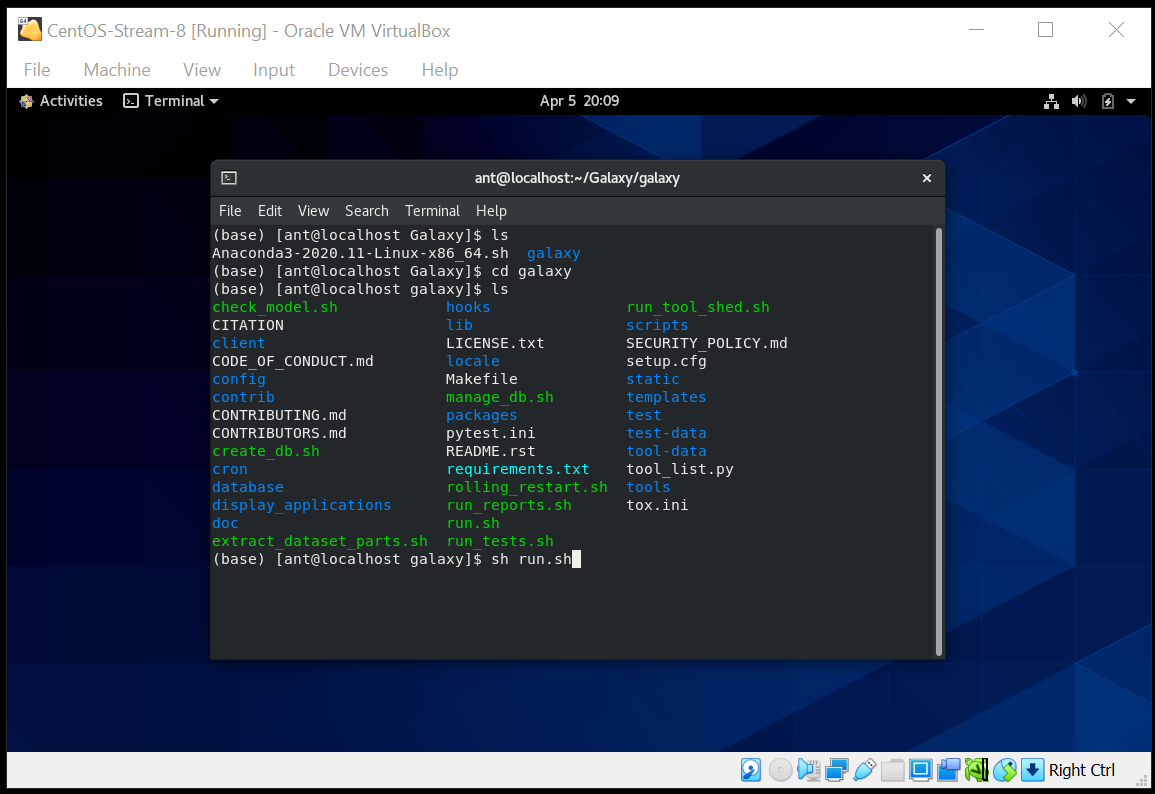 CentOS-Stream-8 [Running] - Oracle VM VirtualBox
File Machine View Input Devices Help
Activities Terminal Apr 5 20:09
ant@localhost:~/Galaxy/galaxy
File Edit View Search Terminal Help
(base) [ant@localhost Galaxy]$ ls
Anaconda3-2020.11-Linux-x86_64.sh galaxy
(base) [ant@localhost Galaxy]$ cd galaxy
(base) [ant@localhost galaxy]$ ls
check_model.sh hooks run_tool_shed.sh
CITATION lib scripts
client LICENSE.txt SECURITY_POLICY.md
CODE_OF_CONDUCT.md locale setup.cfg
config Makefile static
contrib manage_db.sh templates
CONTRIBUTING.md packages test
CONTRIBUTORS.md pytest.ini test-data
create_db.sh README.rst tool-data
cron requirements.txt tool_list.py
database rolling_restart.sh tools
display_applications run_reports.sh tox.ini
doc run.sh
extract_dataset_parts.sh run_tests.sh
(base) [ant@localhost galaxy]$ sh run.sh
Right Ctrl